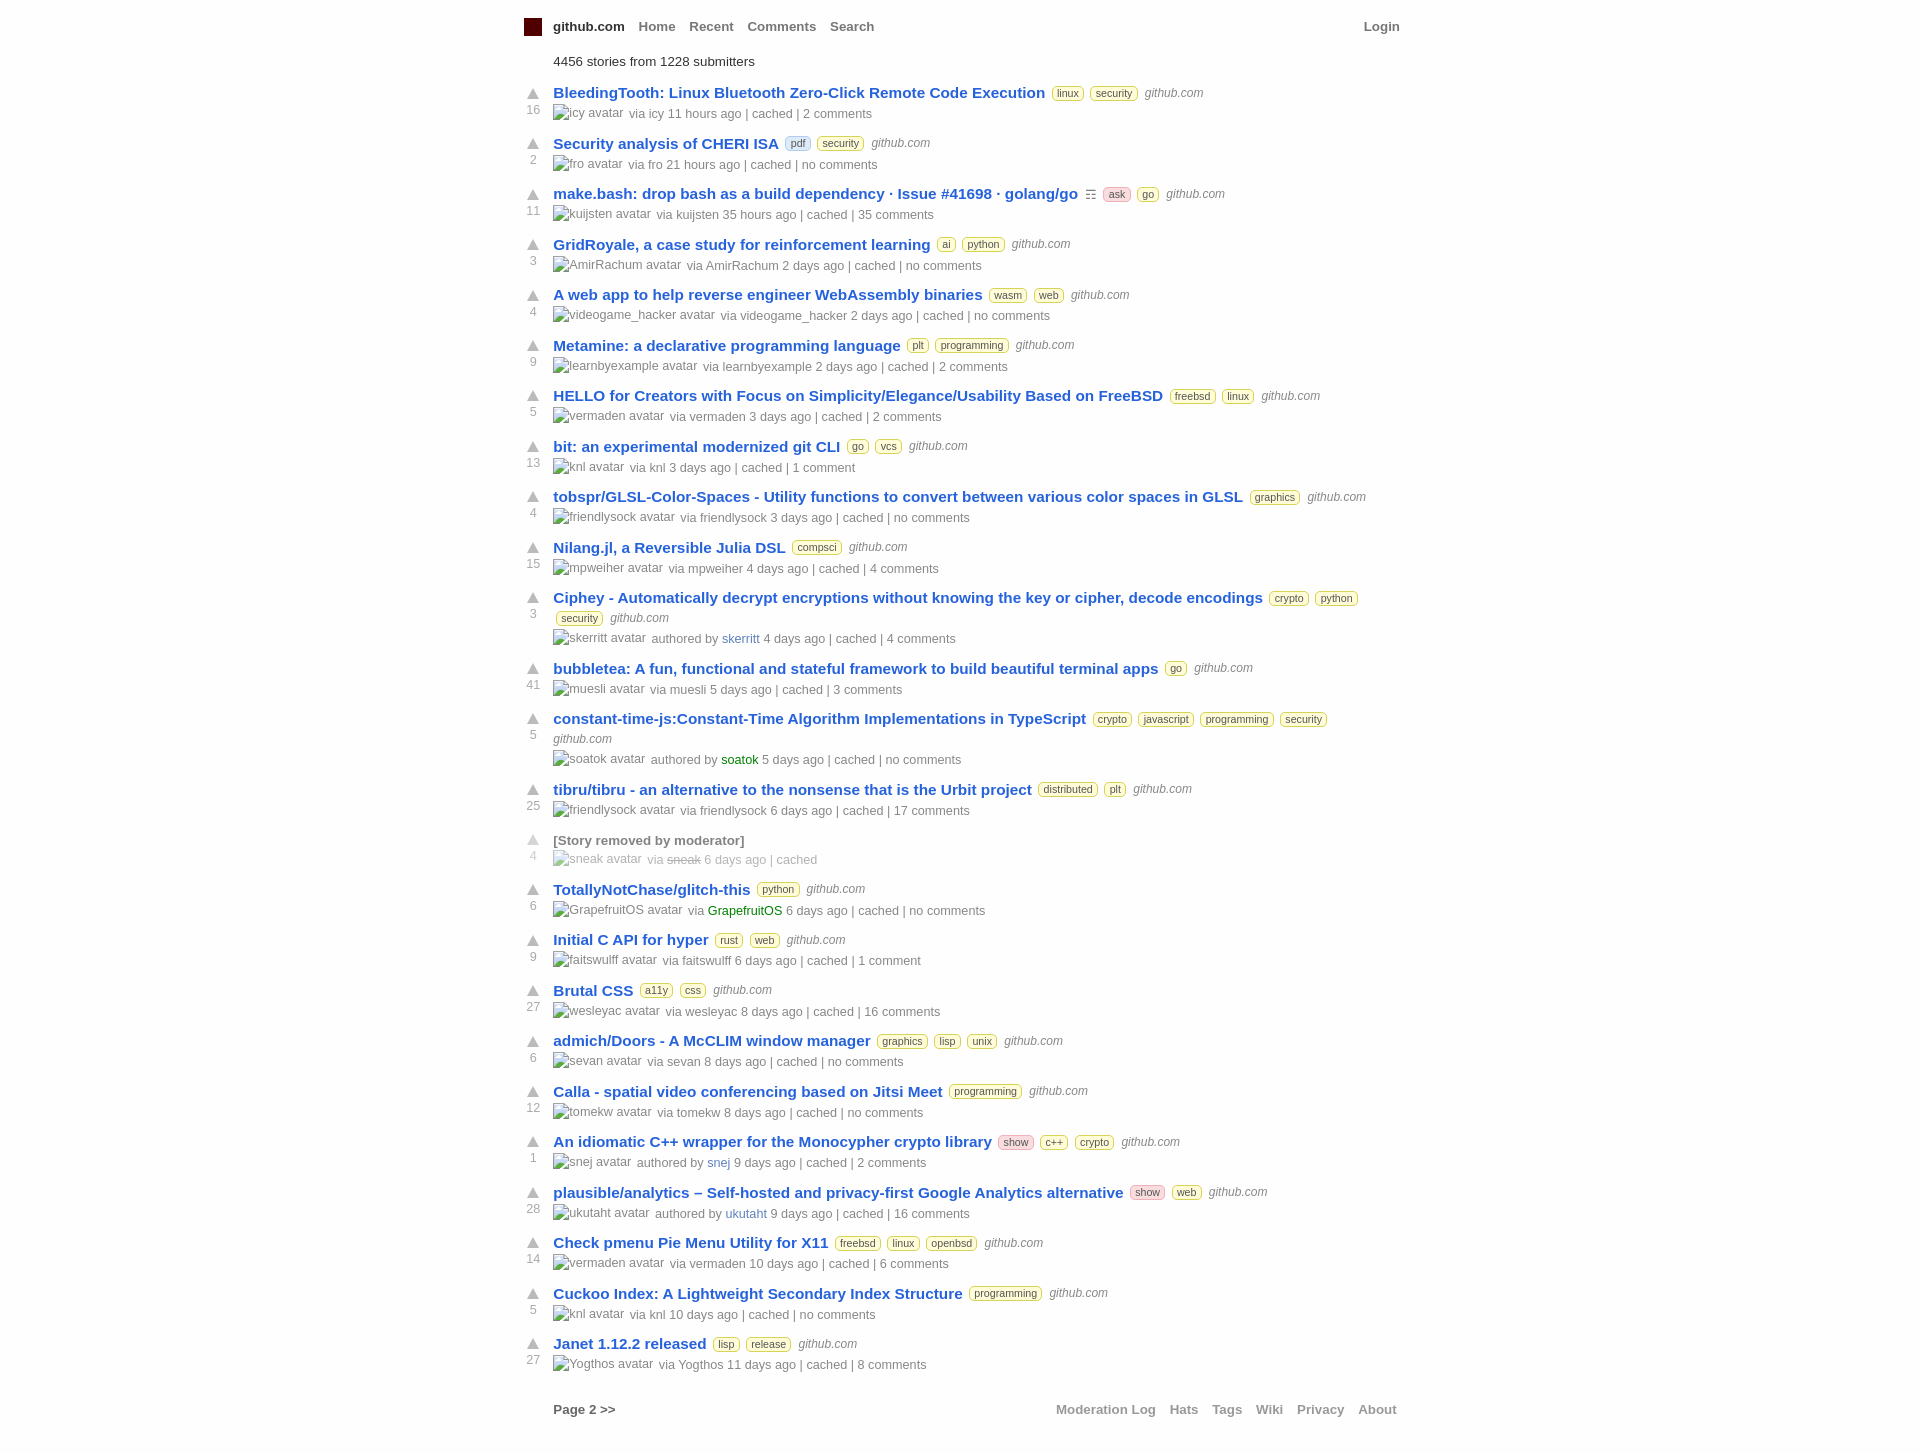 github.com Home Recent Comments Search Login
4456 stories from 1228 submitters
BleedingTooth: Linux Bluetooth Zero-Click Remote Code Execution linux security github.com
16 icy avatar via icy 11 hours ago | cached | 2 comments
Security analysis of CHERI ISA pdf security github.com
2 fro avatar via fro 21 hours ago | cached | no comments
make.bash: drop bash as a build dependency · Issue #41698 · golang/go ☶ ask go github.com
11 kuijsten avatar via kuijsten 35 hours ago | cached | 35 comments
GridRoyale, a case study for reinforcement learning ai python github.com
3 AmirRachum avatar via AmirRachum 2 days ago | cached | no comments
A web app to help reverse engineer WebAssembly binaries wasm web github.com
4 videogame_hacker avatar via videogame_hacker 2 days ago | cached | no comments
Metamine: a declarative programming language plt programming github.com
9 learnbyexample avatar via learnbyexample 2 days ago | cached | 2 comments
HELLO for Creators with Focus on Simplicity/Elegance/Usability Based on FreeBSD freebsd linux github.com
5 vermaden avatar via vermaden 3 days ago | cached | 2 comments
bit: an experimental modernized git CLI go vcs github.com
13 knl avatar via knl 3 days ago | cached | 1 comment
tobspr/GLSL-Color-Spaces - Utility functions to convert between various color spaces in GLSL graphics github.com
4 friendlysock avatar via friendlysock 3 days ago | cached | no comments
Nilang.jl, a Reversible Julia DSL compsci github.com
15 mpweiher avatar via mpweiher 4 days ago | cached | 4 comments
Ciphey - Automatically decrypt encryptions without knowing the key or cipher, decode encodings crypto python
3 security github.com
skerritt avatar authored by skerritt 4 days ago | cached | 4 comments
bubbletea: A fun, functional and stateful framework to build beautiful terminal apps go github.com
41 muesli avatar via muesli 5 days ago | cached | 3 comments
constant-time-js:Constant-Time Algorithm Implementations in TypeScript crypto javascript programming security
5 github.com
soatok avatar authored by soatok 5 days ago | cached | no comments
tibru/tibru - an alternative to the nonsense that is the Urbit project distributed plt github.com
25 friendlysock avatar via friendlysock 6 days ago | cached | 17 comments
[Story removed by moderator]
4 sneak avatar via sneak 6 days ago | cached
TotallyNotChase/glitch-this python github.com
6 GrapefruitOS avatar via GrapefruitOS 6 days ago | cached | no comments
Initial C API for hyper rust web github.com
9 faitswulff avatar via faitswulff 6 days ago | cached | 1 comment
Brutal CSS a11y css github.com
27 wesleyac avatar via wesleyac 8 days ago | cached | 16 comments
admich/Doors - A McCLIM window manager graphics lisp unix github.com
6 sevan avatar via sevan 8 days ago | cached | no comments
Calla - spatial video conferencing based on Jitsi Meet programming github.com
12 tomekw avatar via tomekw 8 days ago | cached | no comments
An idiomatic C++ wrapper for the Monocypher crypto library show c++ crypto github.com
1 snej avatar authored by snej 9 days ago | cached | 2 comments
plausible/analytics – Self-hosted and privacy-first Google Analytics alternative show web github.com
28 ukutaht avatar authored by ukutaht 9 days ago | cached | 16 comments
Check pmenu Pie Menu Utility for X11 freebsd linux openbsd github.com
14 vermaden avatar via vermaden 10 days ago | cached | 6 comments
Cuckoo Index: A Lightweight Secondary Index Structure programming github.com
5 knl avatar via knl 10 days ago | cached | no comments
Janet 1.12.2 released lisp release github.com
27 Yogthos avatar via Yogthos 11 days ago | cached | 8 comments
Page 2 >> Moderation Log Hats Tags Wiki Privacy About